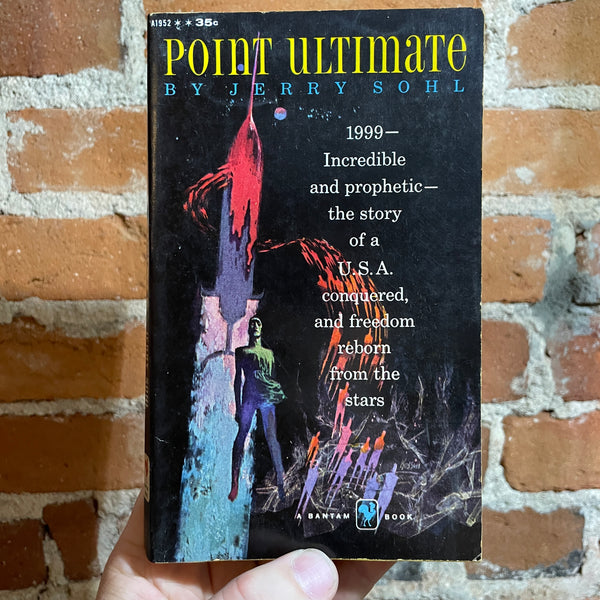 A1952 ✶ ✶ 35c
POINT ULTIMATE
BY JERRY SOHL
1999—
Incredible
and prophetic—
the story
of a
U.S.A.
conquered,
and freedom
reborn
from the
stars
A BANTAM BOOK